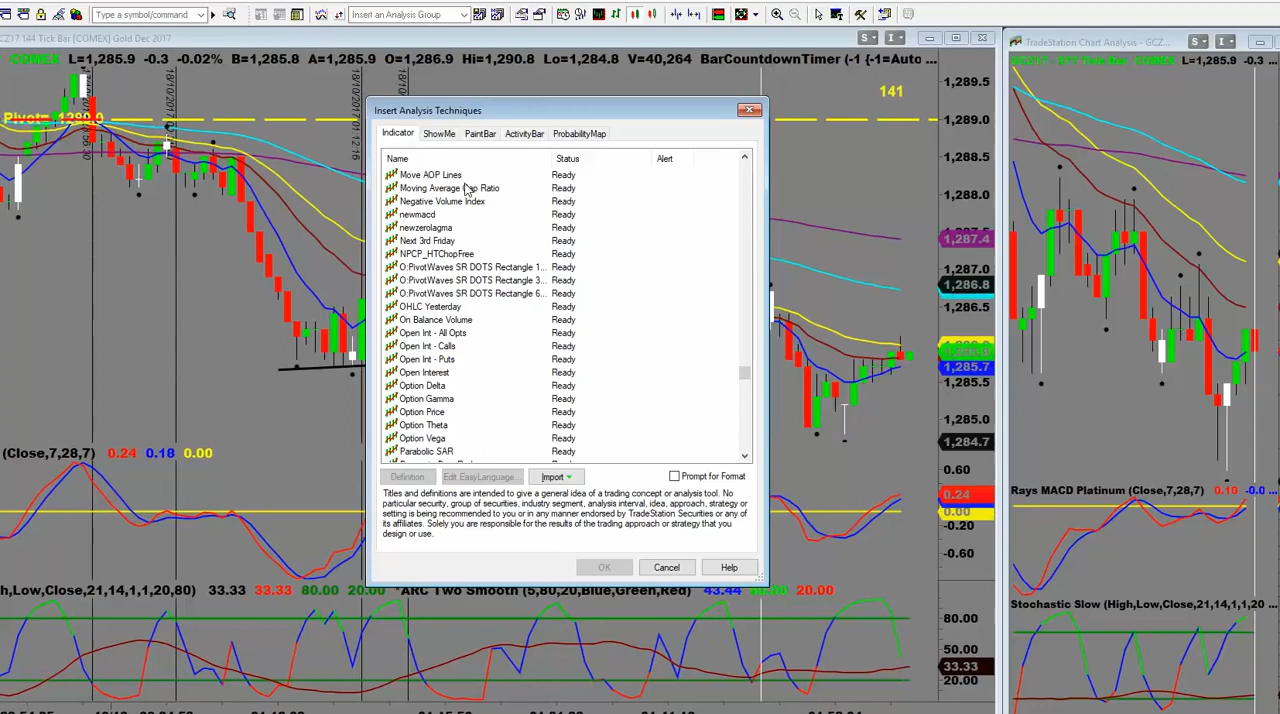 Type a symbol/command
Insert an Analysis Group
GCZ17.144 Tick Bar [COMEX] Gold Dec 2017
S
I
COMEX L=1,285.9 -0.3 -0.02% B=1,285.8 A=1,285.9 O=1,286.9 Hi=1,290.8 Lo=1,284.8 V=40,264 BarCountdownTimer (-1 {-1=Auto ...
141
Insert Analysis Techniques
Indicator ShowMe PaintBar ActivityBar ProbabilityMap
Name Status Alert
Move AOP Lines Ready
Moving Average Ratio Ready
Negative Volume Index Ready
newmacd Ready
newzerolagma Ready
Next 3rd Friday Ready
NPCP_HTChopFree Ready
O:PivotWaves SR DOTS Rectangle 1... Ready
O:PivotWaves SR DOTS Rectangle 3... Ready
O:PivotWaves SR DOTS Rectangle 6... Ready
OHLC Yesterday Ready
On Balance Volume Ready
Open Int - All Opts Ready
Open Int - Calls Ready
Open Int - Puts Ready
Open Interest Ready
Option Delta Ready
Option Gamma Ready
Option Price Ready
Option Theta Ready
Option Vega Ready
Parabolic SAR Ready
Definition Edit EasyLanguage... Import Prompt for Format
Titles and definitions are intended to give a general idea of a trading concept or analysis tool. No
particular security, group of securities, industry segment, analysis interval, idea, approach, strategy or
setting is being recommended to you or in any manner endorsed by TradeStation Securities or any of
its affiliates. Solely you are responsible for the results of the trading approach or strategy that you
design or use.
OK Cancel Help
Pivot= 1289.0
1,289.5
1,289.0
1,288.5
1,288.0
1,287.4
1,287.0
1,286.8
1,286.5
1,285.7
1,285.5
1,285.0
1,284.7
(Close,7,28,7) 0.24 0.18 0.00
0.60
0.24
0.00
-0.20
-0.60
h,Low,Close,21,14,1,1,20,80) 33.33 33.33 80.00 20.00 *ARC Two Smooth (5,80,20,Blue,Green,Red) 43.44 80.00 20.00
80.00
50.00
33.33
20.00
TradeStation Chart Analysis - GCZ...
S
I
COMEX L=1,285.9 -0.3
Rays MACD Platinum (Close,7,28,7) 0.10 -0.0
Stochastic Slow (High,Low,Close,21,14,1,1,20